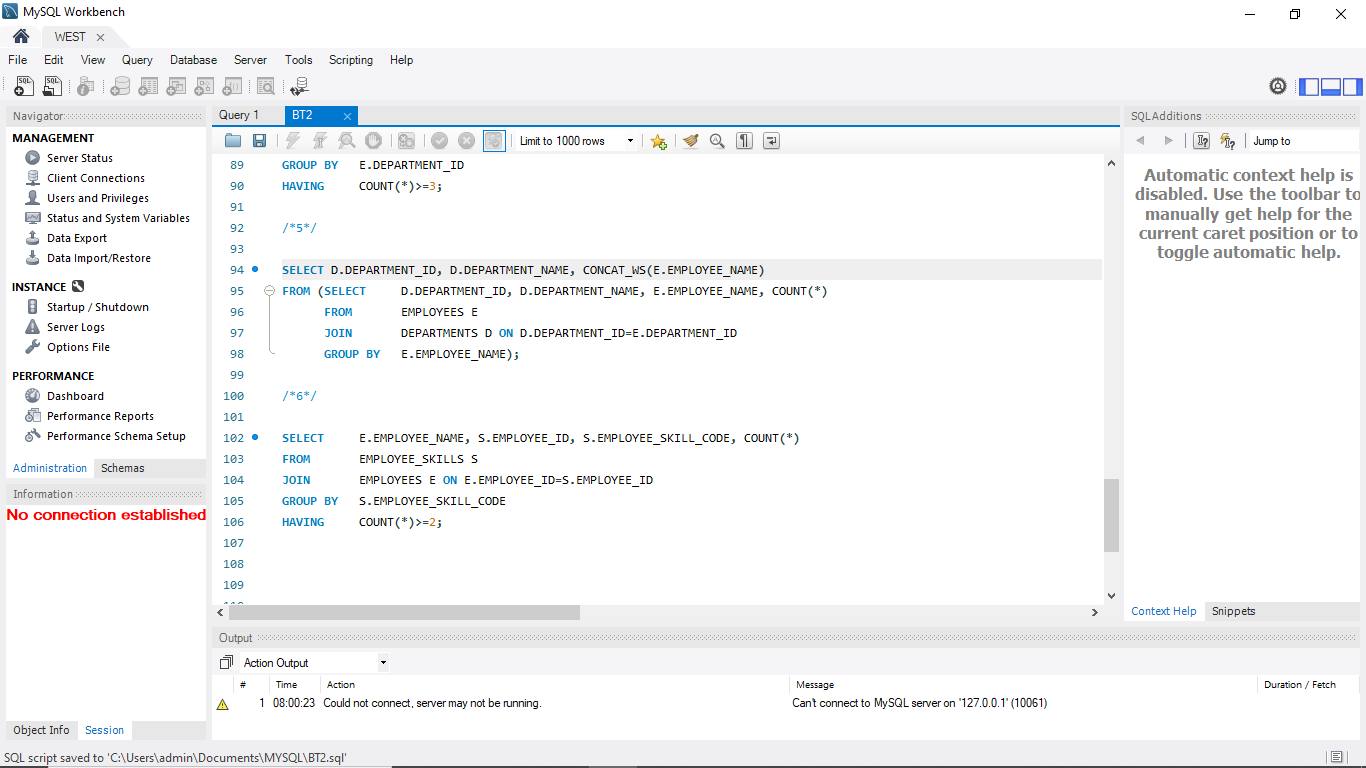 MySQL Workbench
WEST
File Edit View Query Database Server Tools Scripting Help
Navigator
MANAGEMENT
Server Status
Client Connections
Users and Privileges
Status and System Variables
Data Export
Data Import/Restore
INSTANCE
Startup / Shutdown
Server Logs
Options File
PERFORMANCE
Dashboard
Performance Reports
Performance Schema Setup
Administration Schemas
Information
No connection established
Object Info Session
Query 1 BT2
Limit to 1000 rows
89 GROUP BY E.DEPARTMENT_ID
90 HAVING COUNT(*)>=3;
91
92 /*5*/
93
94 SELECT D.DEPARTMENT_ID, D.DEPARTMENT_NAME, CONCAT_WS(E.EMPLOYEE_NAME)
95 FROM (SELECT D.DEPARTMENT_ID, D.DEPARTMENT_NAME, E.EMPLOYEE_NAME, COUNT(*)
96 FROM EMPLOYEES E
97 JOIN DEPARTMENTS D ON D.DEPARTMENT_ID=E.DEPARTMENT_ID
98 GROUP BY E.EMPLOYEE_NAME);
99
100 /*6*/
101
102 SELECT E.EMPLOYEE_NAME, S.EMPLOYEE_ID, S.EMPLOYEE_SKILL_CODE, COUNT(*)
103 FROM EMPLOYEE_SKILLS S
104 JOIN EMPLOYEES E ON E.EMPLOYEE_ID=S.EMPLOYEE_ID
105 GROUP BY S.EMPLOYEE_SKILL_CODE
106 HAVING COUNT(*)>=2;
107
108
109
SQLAdditions
Jump to
Automatic context help is
disabled. Use the toolbar to
manually get help for the
current caret position or to
toggle automatic help.
Context Help Snippets
Output
Action Output
# Time Action Message Duration / Fetch
1 08:00:23 Could not connect, server may not be running. Can't connect to MySQL server on '127.0.0.1' (10061)
SQL script saved to 'C:\Users\admin\Documents\MYSQL\BT2.sql'